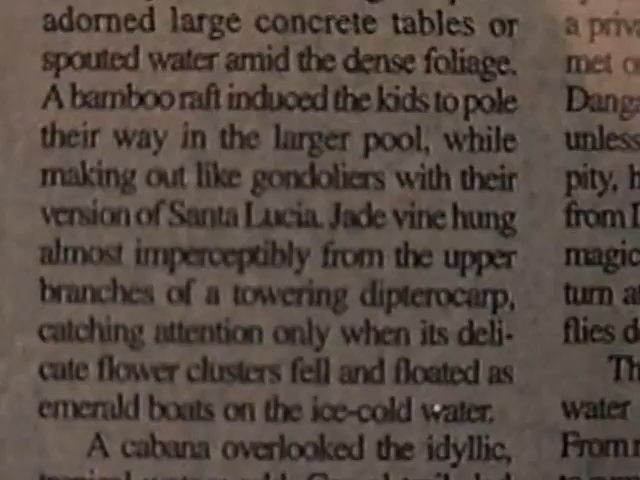 adorned large concrete tables or
spouted water amid the dense foliage.
A bamboo raft induced the kids to pole
their way in the larger pool, while
making out like gondoliers with their
version of Santa Lucia. Jade vine hung
almost imperceptibly from the upper
branches of a towering dipterocarp,
catching attention only when its deli-
cate flower clusters fell and floated as
emerald boats on the ice-cold water.
A cabana overlooked the idyllic,
a
met
unless
pity,
from
magic
turn
flies
water
From